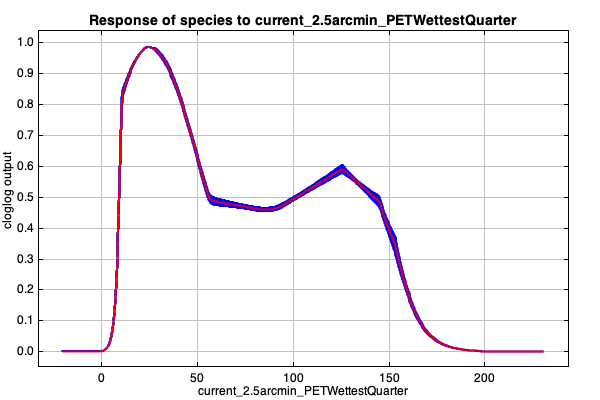 Response of species to current_2.5arcmin_PETWettestQuarter
1.0
0.9
0.8
0.7
0.6
0.5
0.4
0.3
0.2
0.1
0.0
cloglog output
0 50 100 150 200
current_2.5arcmin_PETWettestQuarter